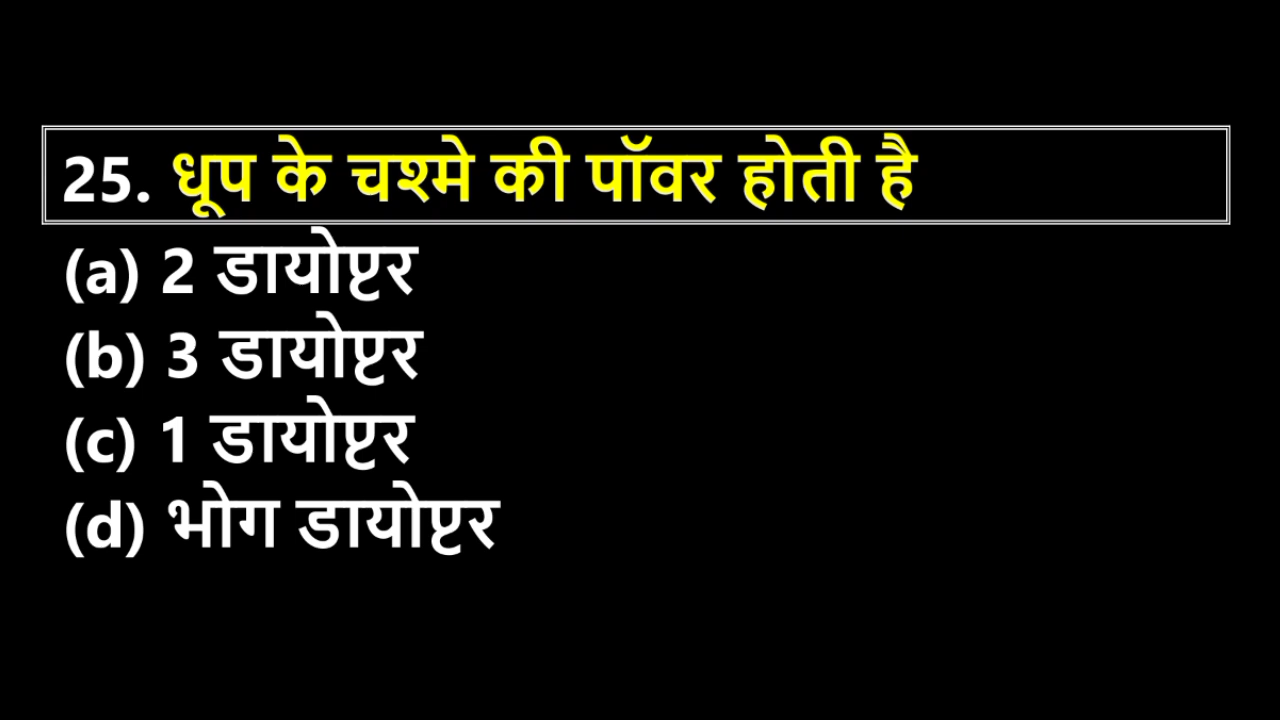 25. धूप के चश्मे की पॉवर होती है
(a) 2 डायोप्टर
(b) 3 डायोप्टर
(c) 1 डायोप्टर
(d) भोग डायोप्टर